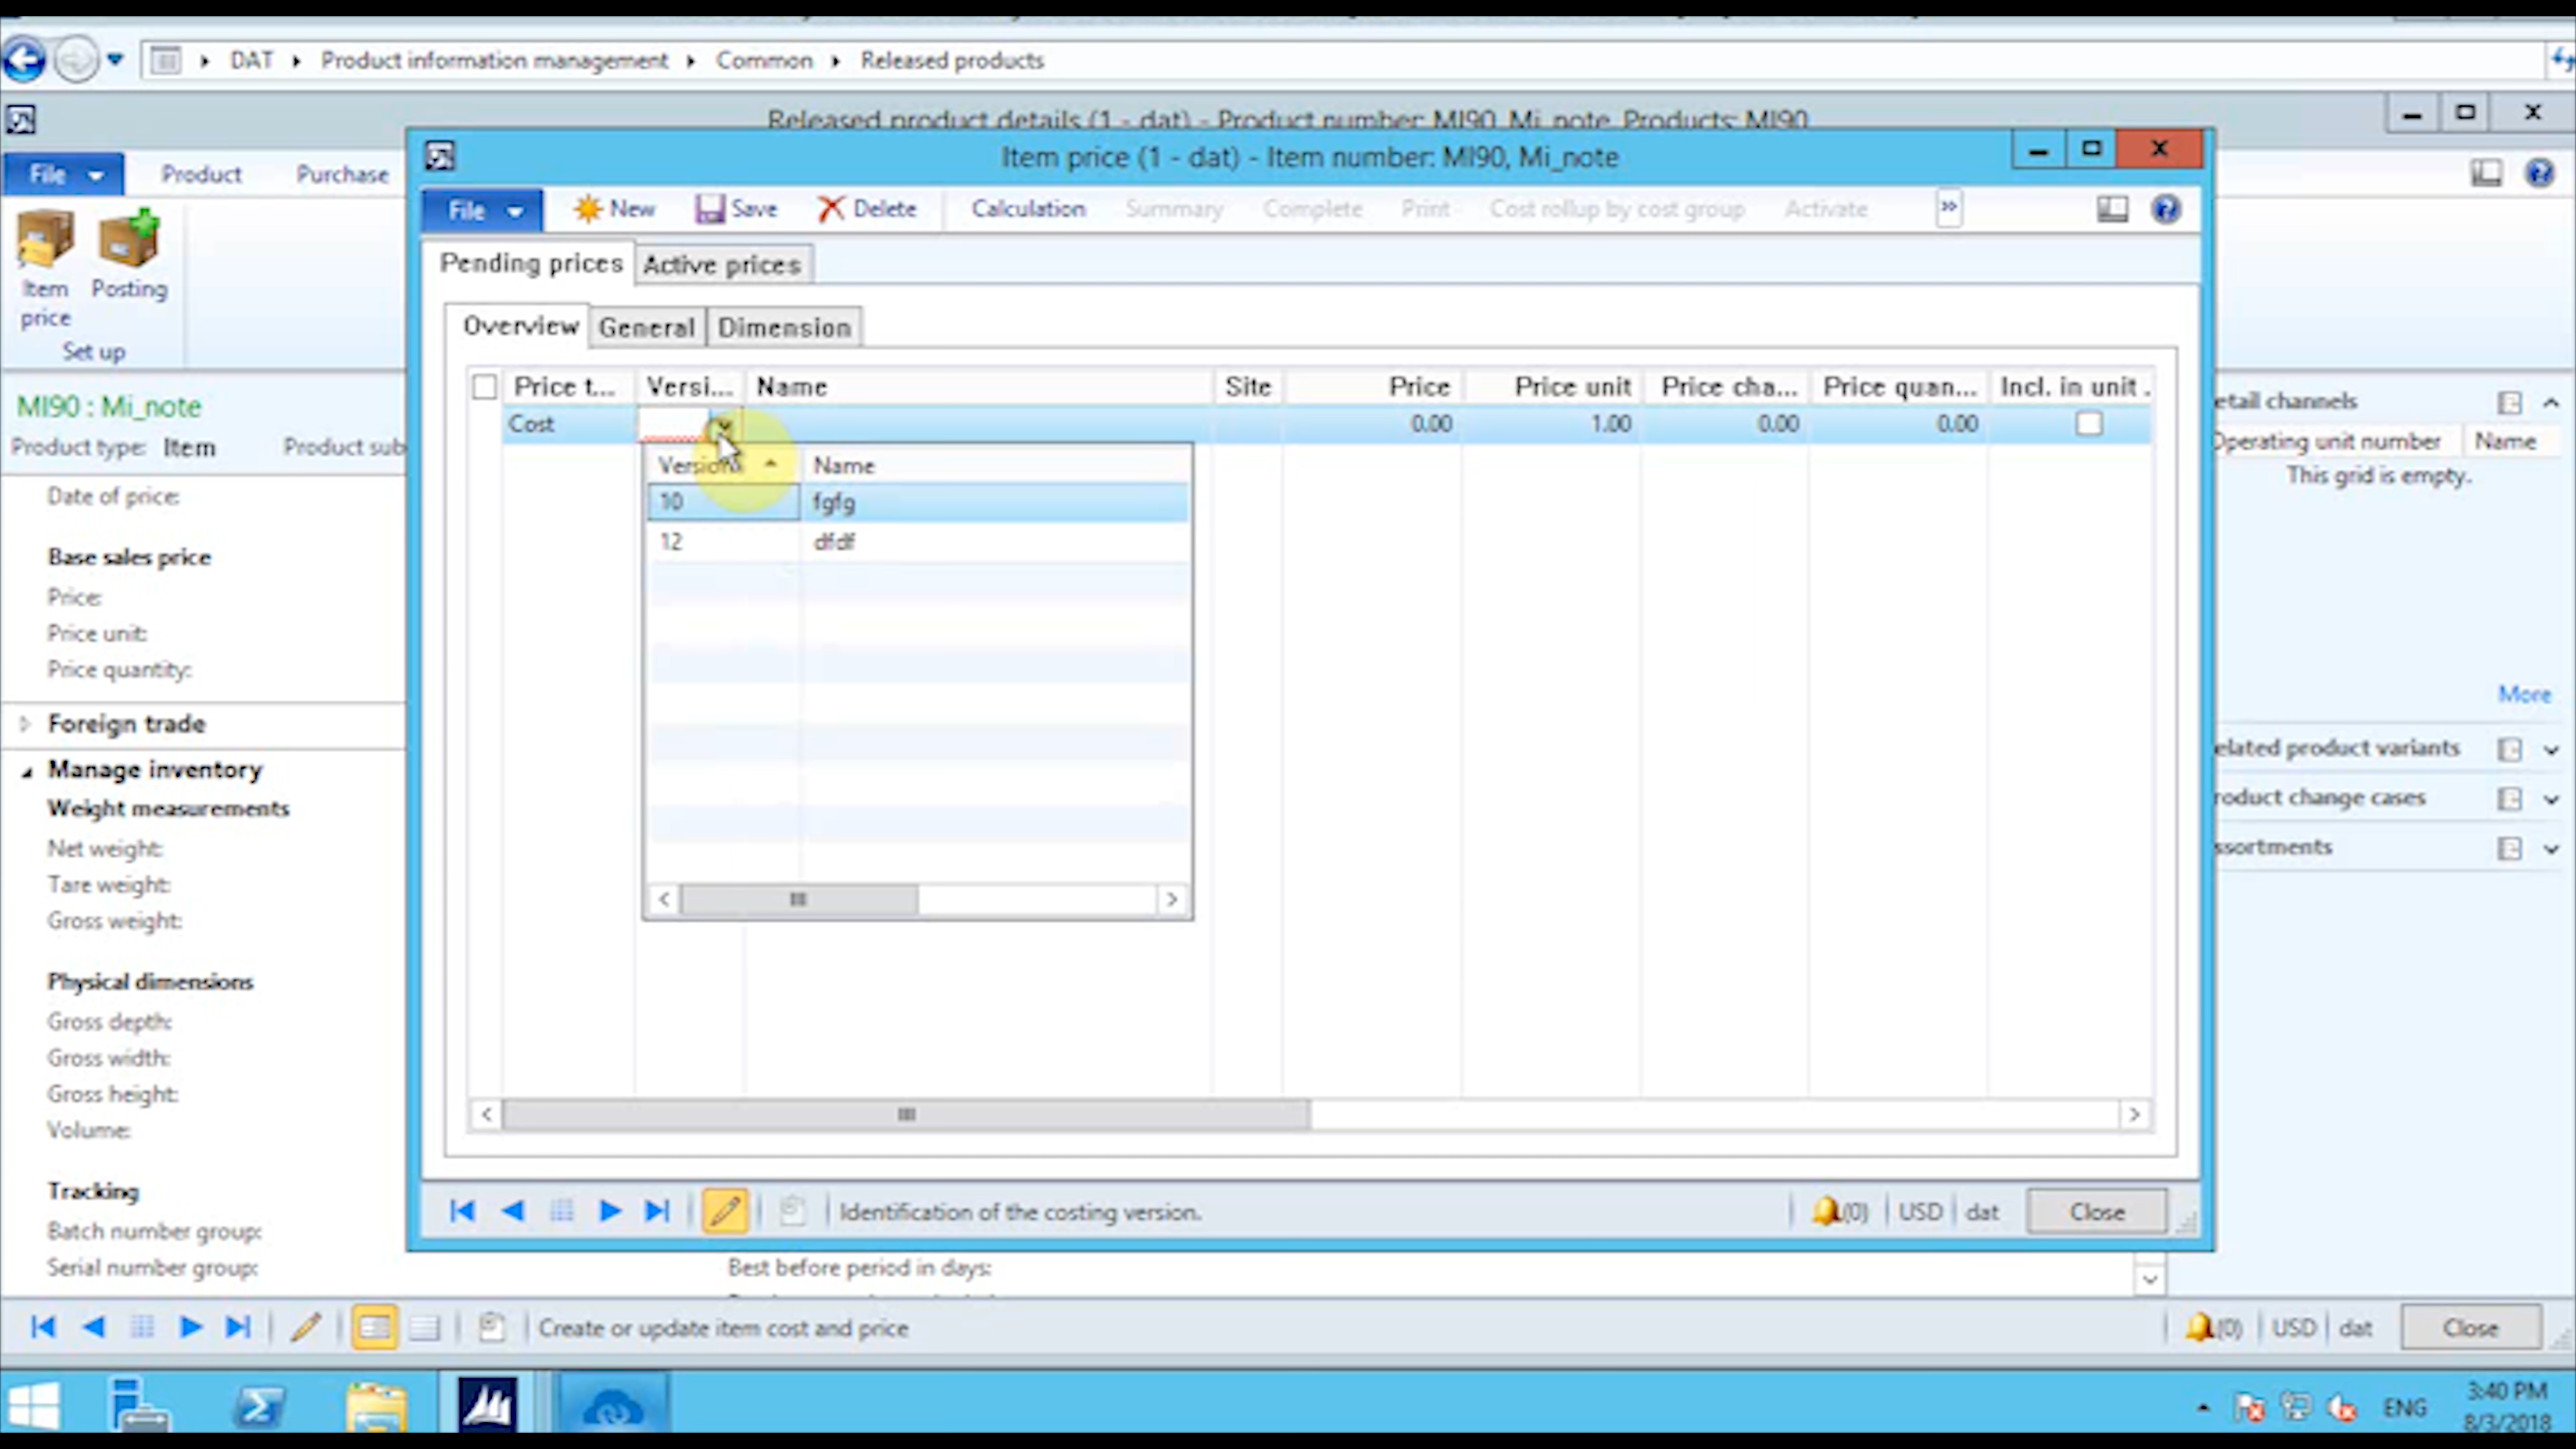 DAT Product information management Common Released products
Released product details (1 - dat) - Product number: MI90, Mi_note, Products: MI90
File Product Purchase
Item price (1 - dat) - Item number: MI90, Mi_note
File New Save Delete Calculation Summary Complete Print Cost rollup by cost group Activate
Item price
Posting
Set up
Pending prices Active prices
Overview General Dimension
Price t... Versi... Name Site Price Price unit Price cha... Price quan... Incl. in unit .
Cost 0.00 1.00 0.00 0.00
Version Name
10 fgfg
12 dfdf
MI90 : Mi_note
Product type: Item Product sub
Date of price:
Base sales price
Price:
Price unit:
Price quantity:
Foreign trade
Manage inventory
Weight measurements
Net weight:
Tare weight:
Gross weight:
Physical dimensions
Gross depth:
Gross width:
Gross height:
Volume:
Tracking
Batch number group:
Serial number group:
etail channels
Operating unit number Name
This grid is empty.
More
elated product variants
roduct change cases
ssortments
Identification of the costing version. (0) USD dat Close
Best before period in days:
Create or update item cost and price (0) USD dat Close
ENG
3:40 PM
8/3/2018